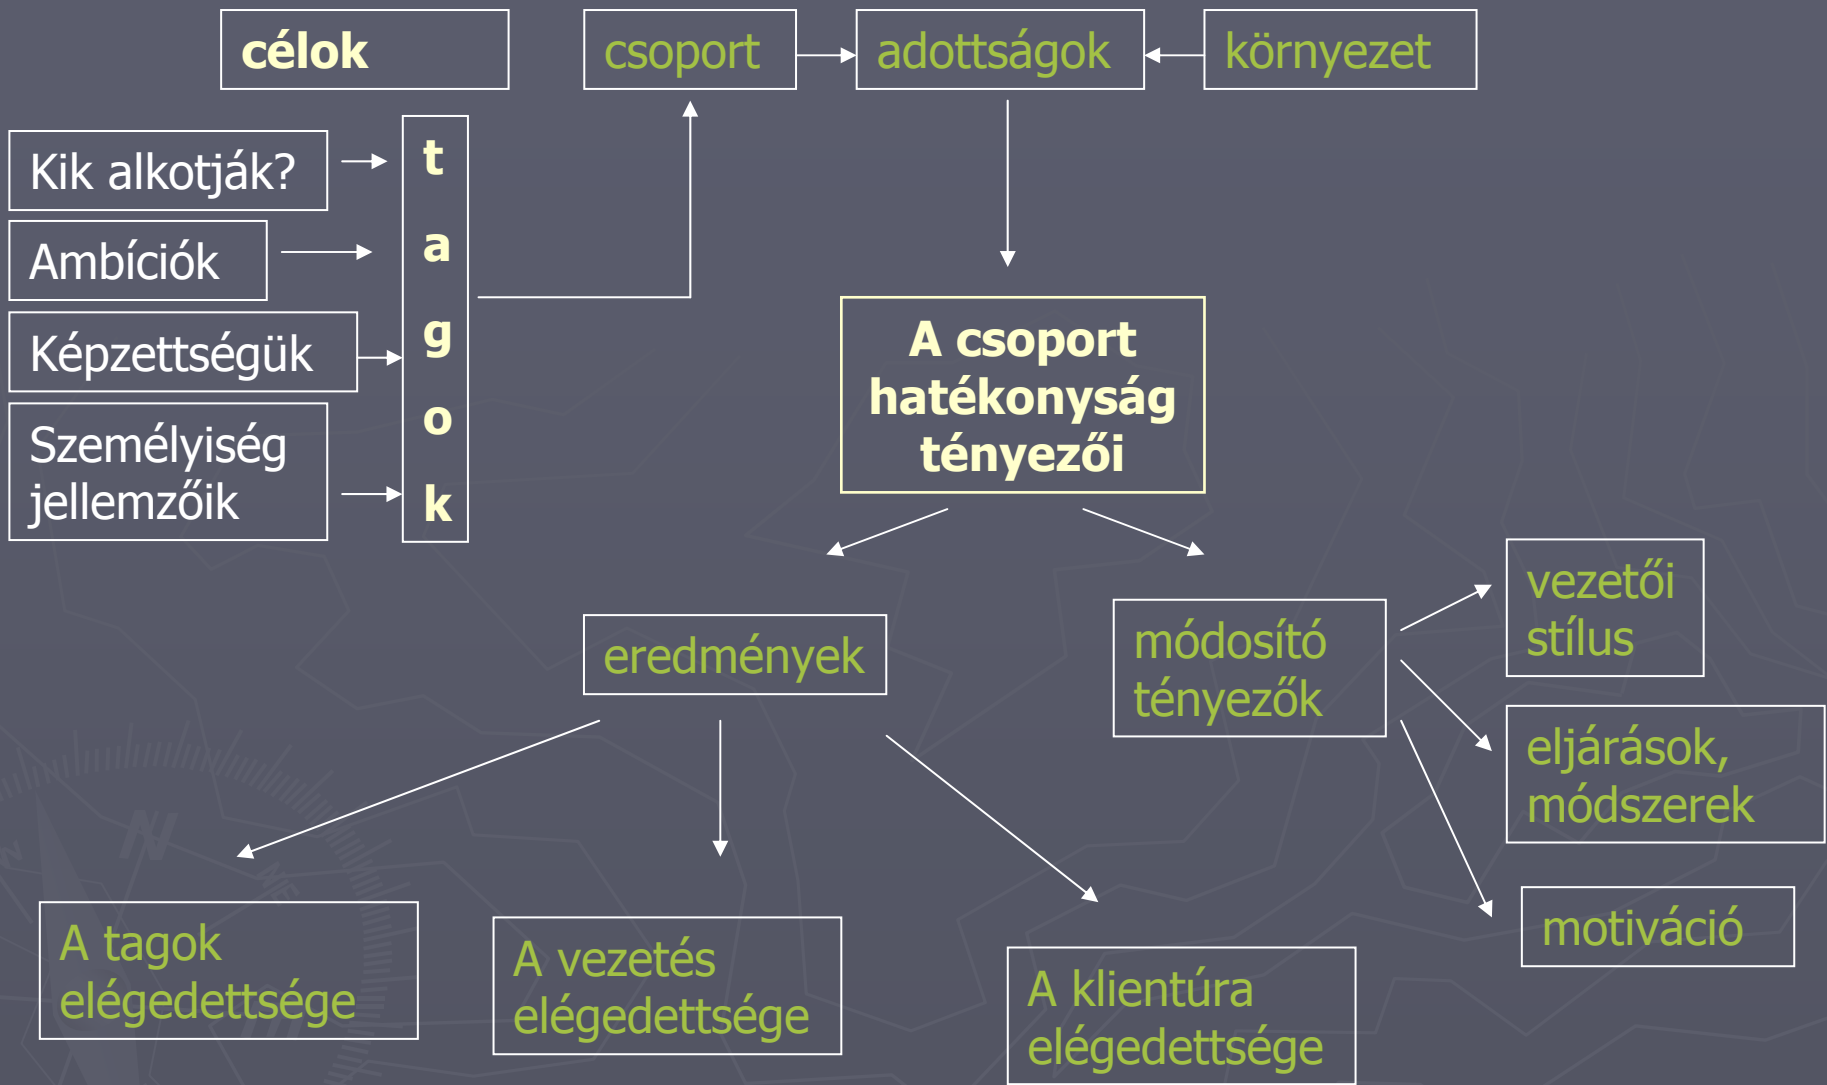 célok
csoport
adottságok
környezet
Kik alkotják?
Ambíciók
Képzettségük
Személyiség
jellemzőik
t
a
g
o
k
A csoport
hatékonyság
tényezői
eredmények
módosító
tényezők
vezetői
stílus
eljárások,
módszerek
motiváció
A tagok
elégedettsége
A vezetés
elégedettsége
A klientúra
elégedettsége
N
N
NE